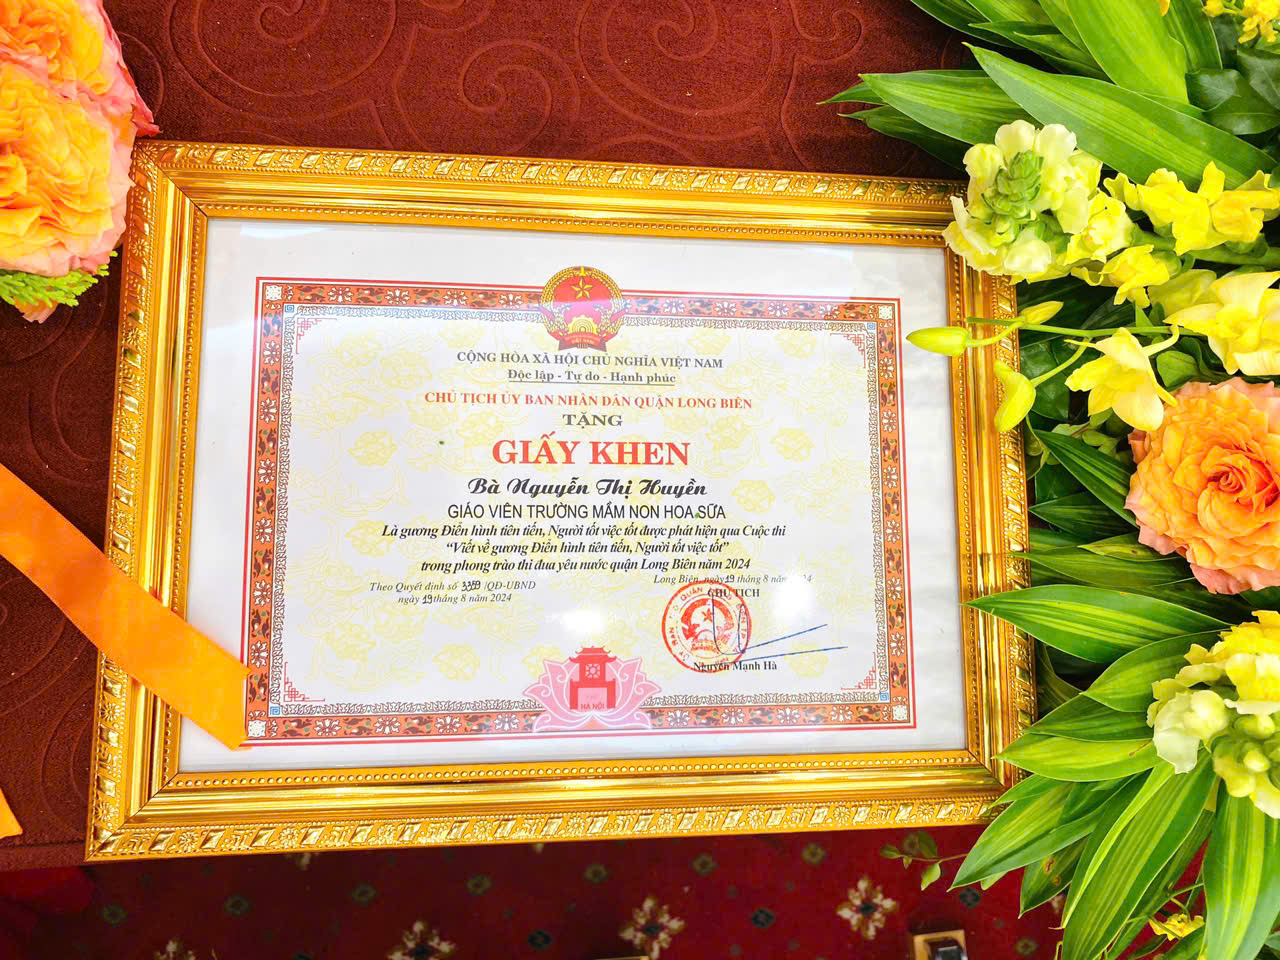 CỘNG HÒA XÃ HỘI CHỦ NGHĨA VIỆT NAM
Độc lập - Tự do - Hạnh phúc
CHỦ TỊCH ỦY BAN NHÂN DÂN QUẬN LONG BIÊN
TẶNG
GIẤY KHEN
Bà Nguyễn Thị Huyền
GIÁO VIÊN TRƯỜNG MẦM NON HOA SỮA
Là gương Điển hình tiên tiến, Người tốt việc tốt được phát hiện qua Cuộc thi
"Viết về gương Điển hình tiên tiến, Người tốt việc tốt"
trong phong trào thi đua yêu nước quận Long Biên năm 2024
Theo Quyết định số 3359 /QĐ-UBND
ngày 19 tháng 8 năm 2024
Long Biên, ngày 19 tháng 8 năm 2024
CHỦ TỊCH
Nguyễn Mạnh Hà
HÀ NỘI